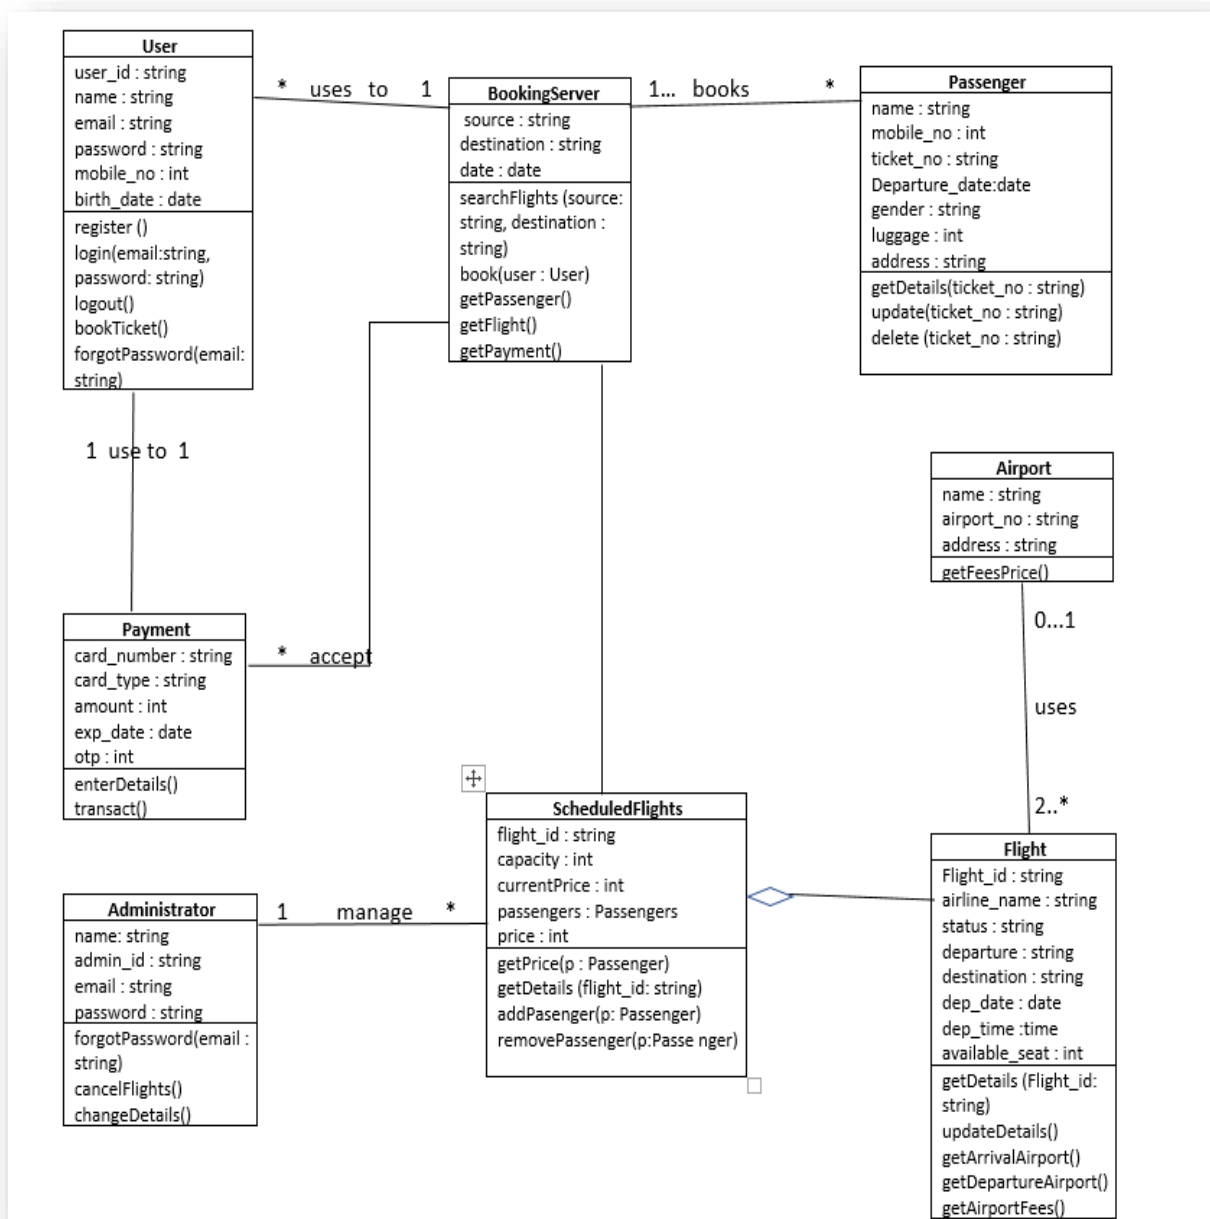 User
user_id : string
name : string
email : string
password : string
mobile_no : int
birth_date : date
register ()
login(email:string,
password: string)
logout()
bookTicket()
forgotPassword(email:
string)
* uses to 1
BookingServer
source : string
destination : string
date : date
searchFlights (source:
string, destination :
string)
book(user : User)
getPassenger()
getFlight()
getPayment()
1... books *
Passenger
name : string
mobile_no : int
ticket_no : string
Departure_date:date
gender : string
luggage : int
address : string
getDetails(ticket_no : string)
update(ticket_no : string)
delete (ticket_no : string)
1 use to 1
Airport
name : string
airport_no : string
address : string
getFeesPrice()
0...1
uses
2..*
Payment
card_number : string
card_type : string
amount : int
exp_date : date
otp : int
enterDetails()
transact()
* accept
ScheduledFlights
flight_id : string
capacity : int
currentPrice : int
passengers : Passengers
price : int
getPrice(p : Passenger)
getDetails (flight_id: string)
addPasenger(p: Passenger)
removePassenger(p:Passe nger)
Flight
Flight_id : string
airline_name : string
status : string
departure : string
destination : string
dep_date : date
dep_time :time
available_seat : int
getDetails (Flight_id:
string)
updateDetails()
getArrivalAirport()
getDepartureAirport()
getAirportFees()
Administrator
name: string
admin_id : string
email : string
password : string
forgotPassword(email :
string)
cancelFlights()
changeDetails()
1 manage *